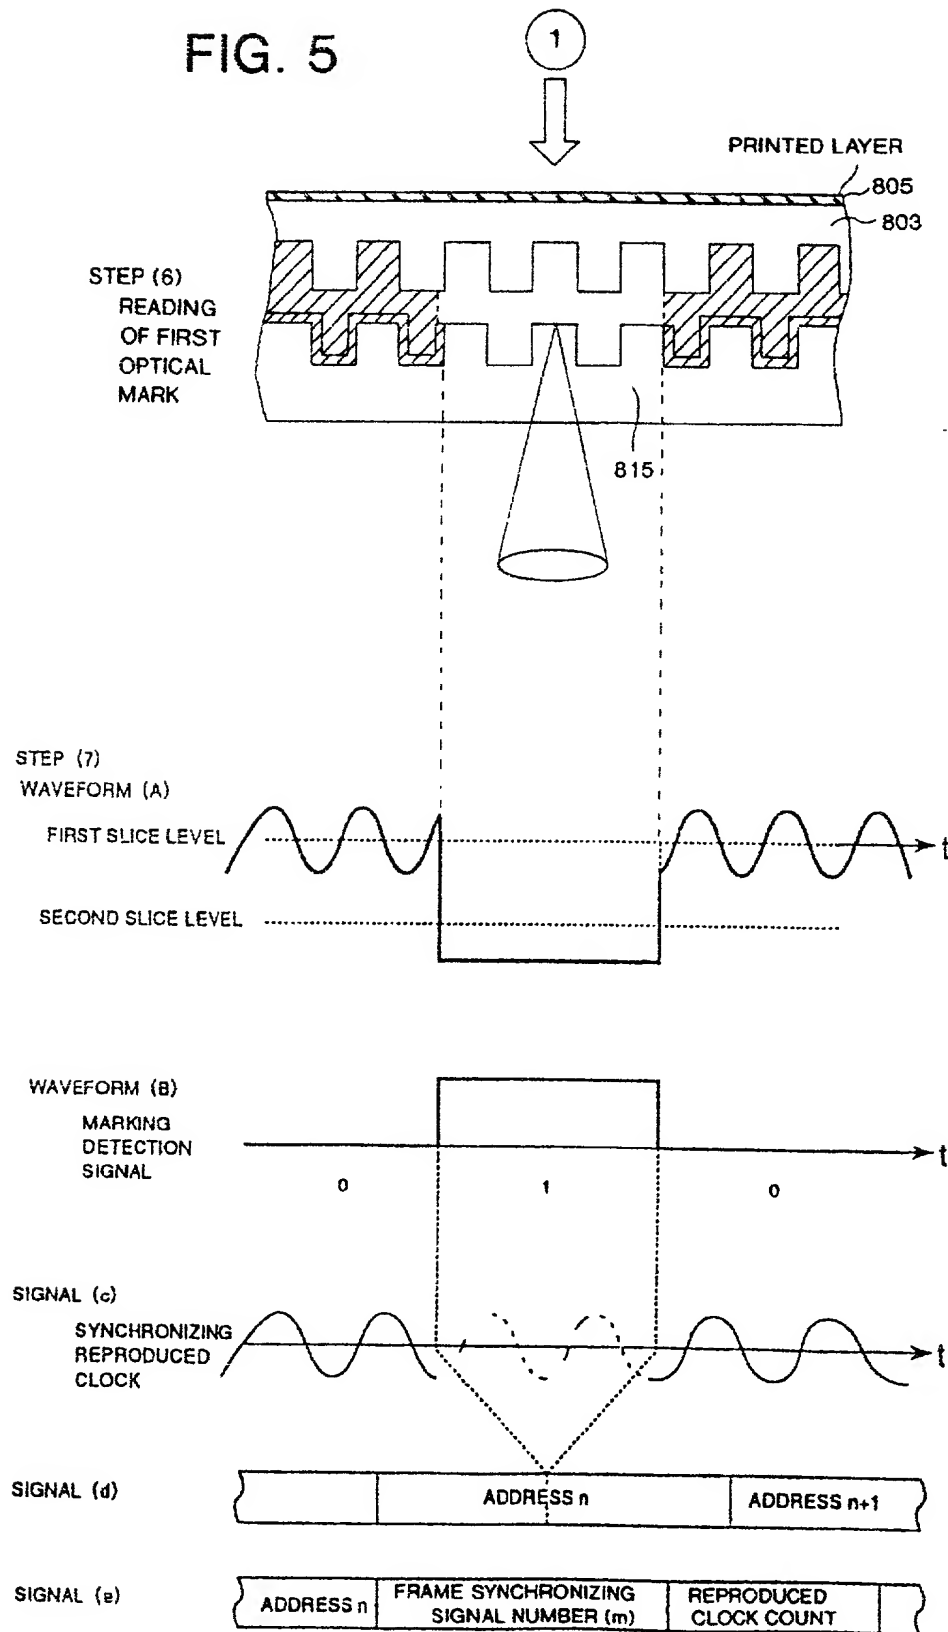 FIG. 5
1
PRINTED LAYER
805
803
STEP (6)
READING
OF FIRST
OPTICAL
MARK
815
STEP (7)
WAVEFORM (A)
FIRST SLICE LEVEL
t
SECOND SLICE LEVEL
WAVEFORM (B)
MARKING
DETECTION
SIGNAL
t
0 1 0
SIGNAL (c)
SYNCHRONIZING
REPRODUCED
CLOCK
t
SIGNAL (d)
ADDRESS n ADDRESS n+1
SIGNAL (e)
ADDRESS n
FRAME SYNCHRONIZING
SIGNAL NUMBER (m)
REPRODUCED
CLOCK COUNT